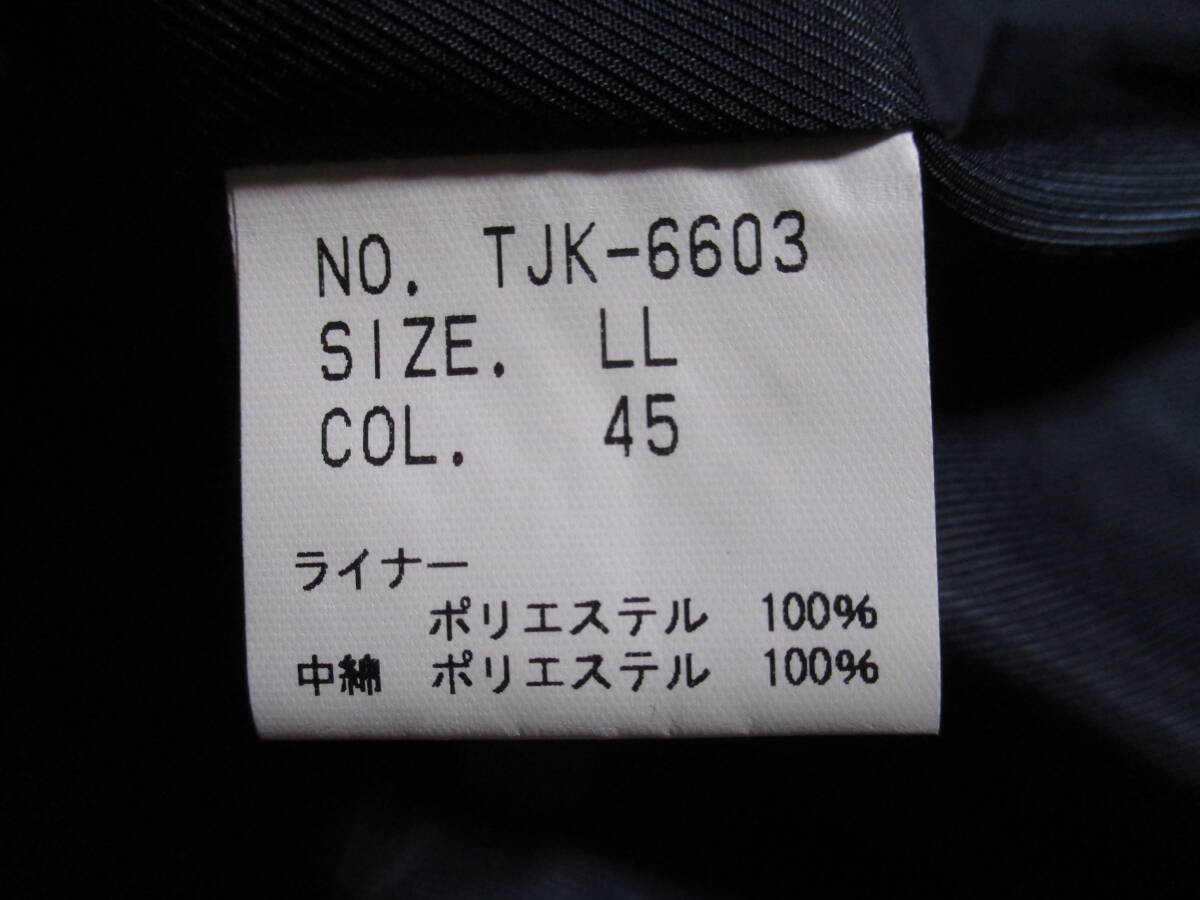 NO. TJK-6603
SIZE. LL
COL. 45
ライナー
ポリエステル 100%
中綿 ポリエステル 100%